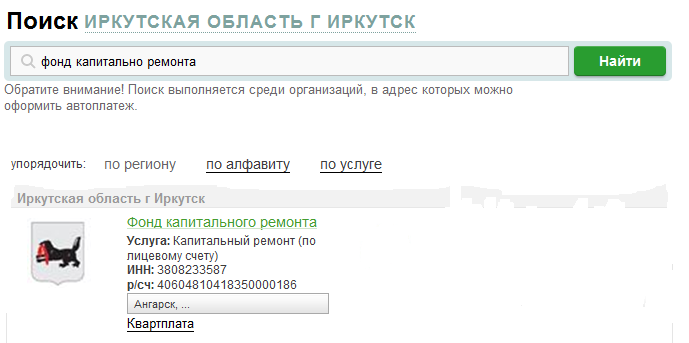 Поиск ИРКУТСКАЯ ОБЛАСТЬ Г ИРКУТСК
фонд капитально ремонта
Найти
Обратите внимание! Поиск выполняется среди организаций, в адрес которых можно
оформить автоплатеж.
упорядочить: по региону по алфавиту по услуге
Иркутская область г Иркутск
Фонд капитального ремонта
Услуга: Капитальный ремонт (по
лицевому счету)
ИНН: 3808233587
р/сч: 40604810418350000186
Ангарск, ...
Квартплата